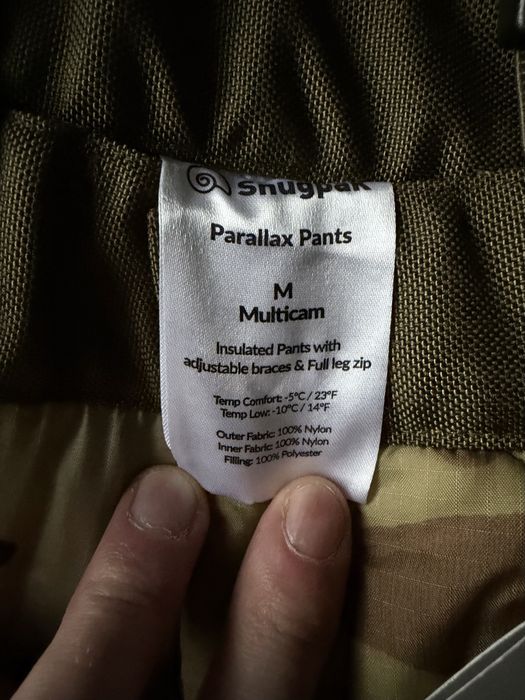 Snugpak
Parallax Pants
M
Multicam
Insulated Pants with
adjustable braces & Full leg zip
Temp Comfort: -5°C / 23°F
Temp Low: -10°C / 14°F
Outer Fabric: 100% Nylon
Inner Fabric: 100% Nylon
Filling: 100% Polyester